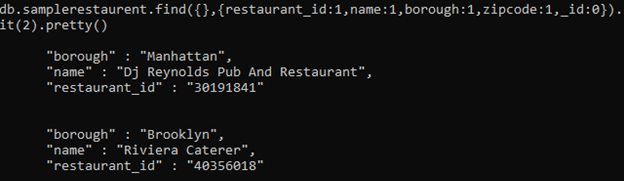 db.samplerestaurent.find({},{restaurant_id:1,name:1,borough:1,zipcode:1,_id:0}).
it(2).pretty()
"borough" : "Manhattan",
"name" : "Dj Reynolds Pub And Restaurant",
"restaurant_id" : "30191841"
"borough" : "Brooklyn",
"name" : "Riviera Caterer",
"restaurant_id" : "40356018"